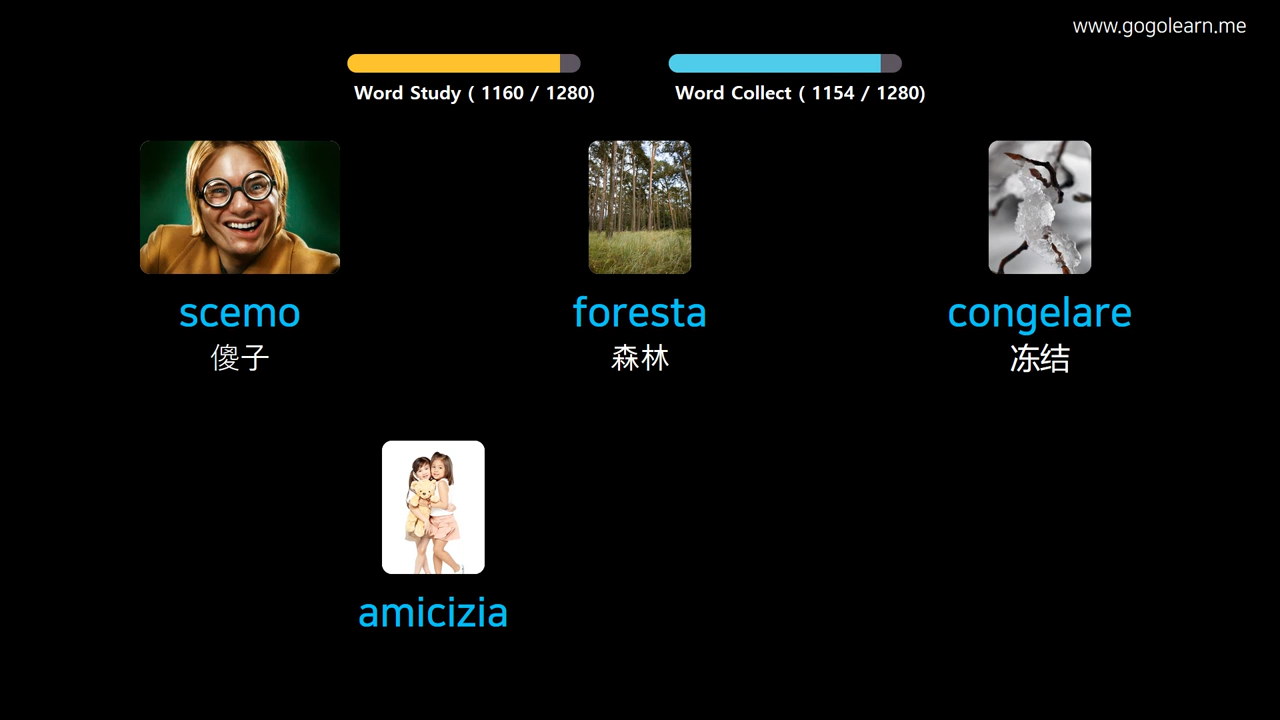 www.gogolearn.me
Word Study ( 1160 / 1280)
Word Collect ( 1154 / 1280)
scemo
傻子
foresta
森林
congelare
冻结
amicizia